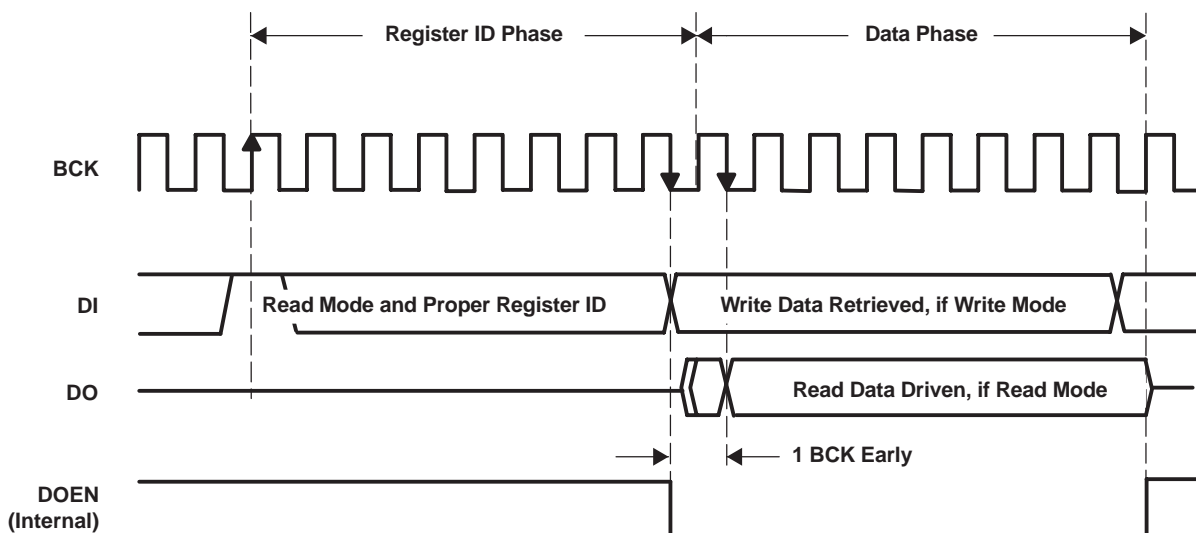 Register ID Phase
Data Phase
BCK
DI
Read Mode and Proper Register ID
Write Data Retrieved, if Write Mode
DO
Read Data Driven, if Read Mode
1 BCK Early
DOEN
(Internal)